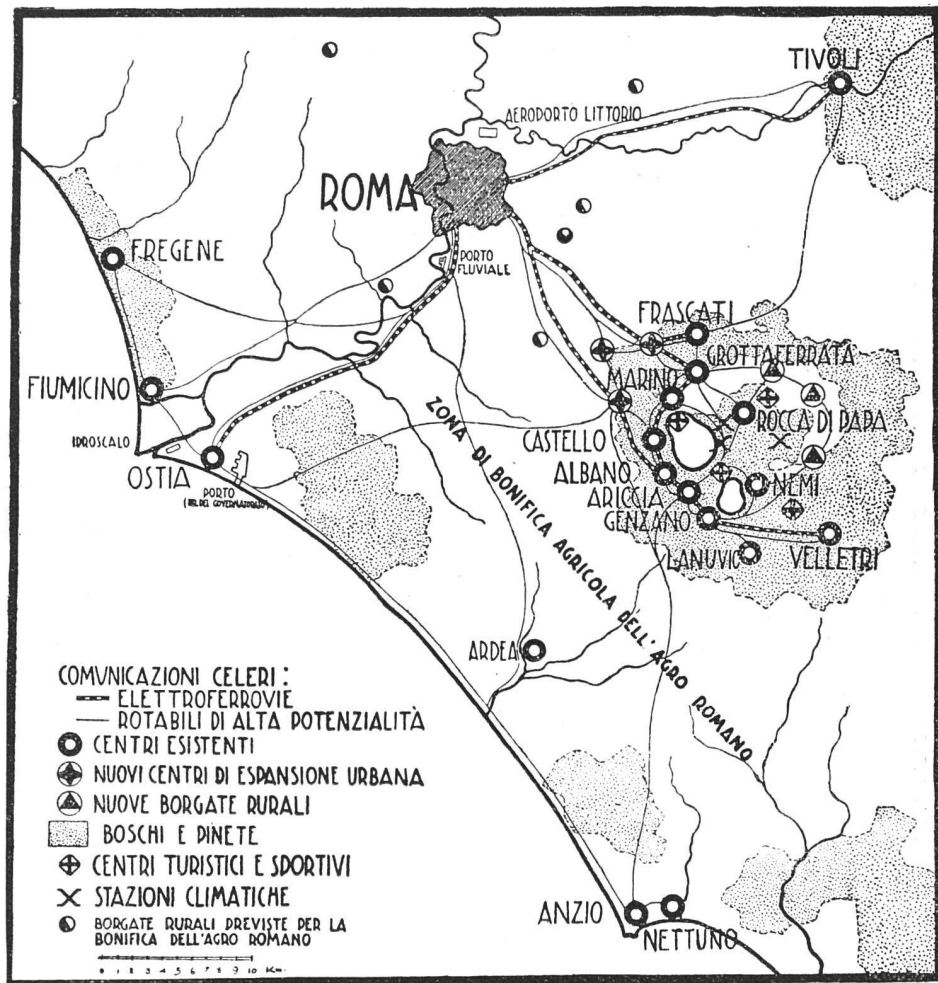 TIVOLI
AERODORTO LITTORIO
ROMA
FREGENE
PORTO
FLUVIALE
FRASCATI
GROTTAFERRATA
FIUMICINO
MARINO
ROCCA DI PAPA
IDROSCALO
CASTELLO
OSTIA
ALBANO
NEMI
PORTO
(DEL GOVERNATORATO)
ARICCIA
GENZANO
LANUVIO
VELLETRI
ZONA DI BONIFICA AGRICOLA DELL'AGRO ROMANO
ARDEA
COMUNICAZIONI CELERI:
ELETTROFERROVIE
ROTABILI DI ALTA POTENZIALITÀ
CENTRI ESISTENTI
NUOVI CENTRI DI ESPANSIONE URBANA
NUOVE BORGATE RURALI
BOSCHI E PINETE
CENTRI TURISTICI E SPORTIVI
STAZIONI CLIMATICHE
BORGATE RURALI PREVISTE PER LA
BONIFICA DELL'AGRO ROMANO
0 1 2 3 4 5 6 7 8 9 10 Km.
ANZIO
NETTUNO